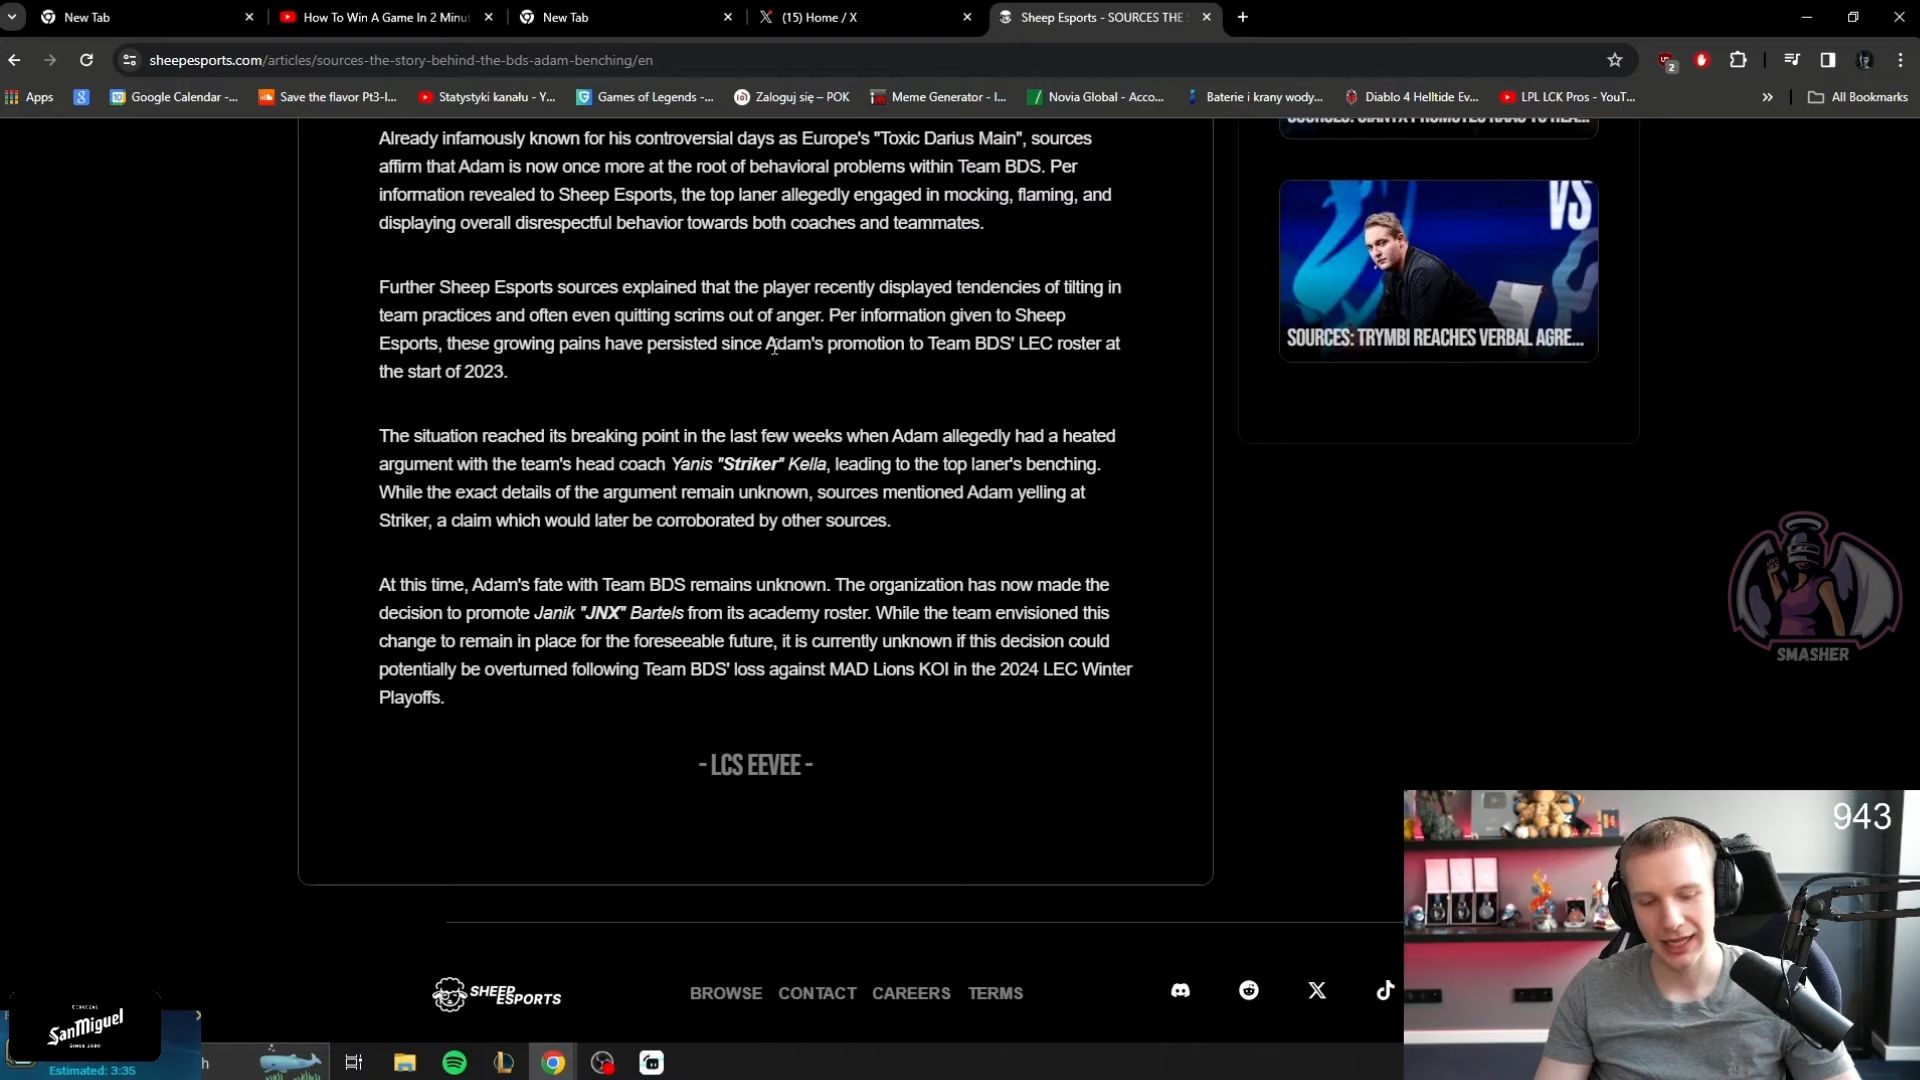 New Tab
How To Win A Game In 2 Minut
New Tab
(15) Home / X
Sheep Esports - SOURCES THE
sheepesports.com/articles/sources-the-story-behind-the-bds-adam-benching/en
2
Apps
Google Calendar -...
Save the flavor Pt3-I...
Statystyki kanału - Y...
Games of Legends -...
Zaloguj się – POK
Meme Generator - I...
Novia Global - Acco...
Baterie i krany wody...
Diablo 4 Helltide Ev...
LPL LCK Pros - YouT...
All Bookmarks
Already infamously known for his controversial days as Europe's "Toxic Darius Main", sources
affirm that Adam is now once more at the root of behavioral problems within Team BDS. Per
information revealed to Sheep Esports, the top laner allegedly engaged in mocking, flaming, and
displaying overall disrespectful behavior towards both coaches and teammates.
Further Sheep Esports sources explained that the player recently displayed tendencies of tilting in
team practices and often even quitting scrims out of anger. Per information given to Sheep
Esports, these growing pains have persisted since Adam's promotion to Team BDS' LEC roster at
the start of 2023.
The situation reached its breaking point in the last few weeks when Adam allegedly had a heated
argument with the team's head coach Yanis "Striker" Kella, leading to the top laner's benching.
While the exact details of the argument remain unknown, sources mentioned Adam yelling at
Striker, a claim which would later be corroborated by other sources.
At this time, Adam's fate with Team BDS remains unknown. The organization has now made the
decision to promote Janik "JNX" Bartels from its academy roster. While the team envisioned this
change to remain in place for the foreseeable future, it is currently unknown if this decision could
potentially be overturned following Team BDS' loss against MAD Lions KOI in the 2024 LEC Winter
Playoffs.
- LCS EEVEE -
VS
SOURCES: TRYMBI REACHES VERBAL AGRE...
SMASHER
943
SHEEP
ESPORTS
BROWSE
CONTACT
CAREERS
TERMS
San Miguel
Estimated: 3:35
h